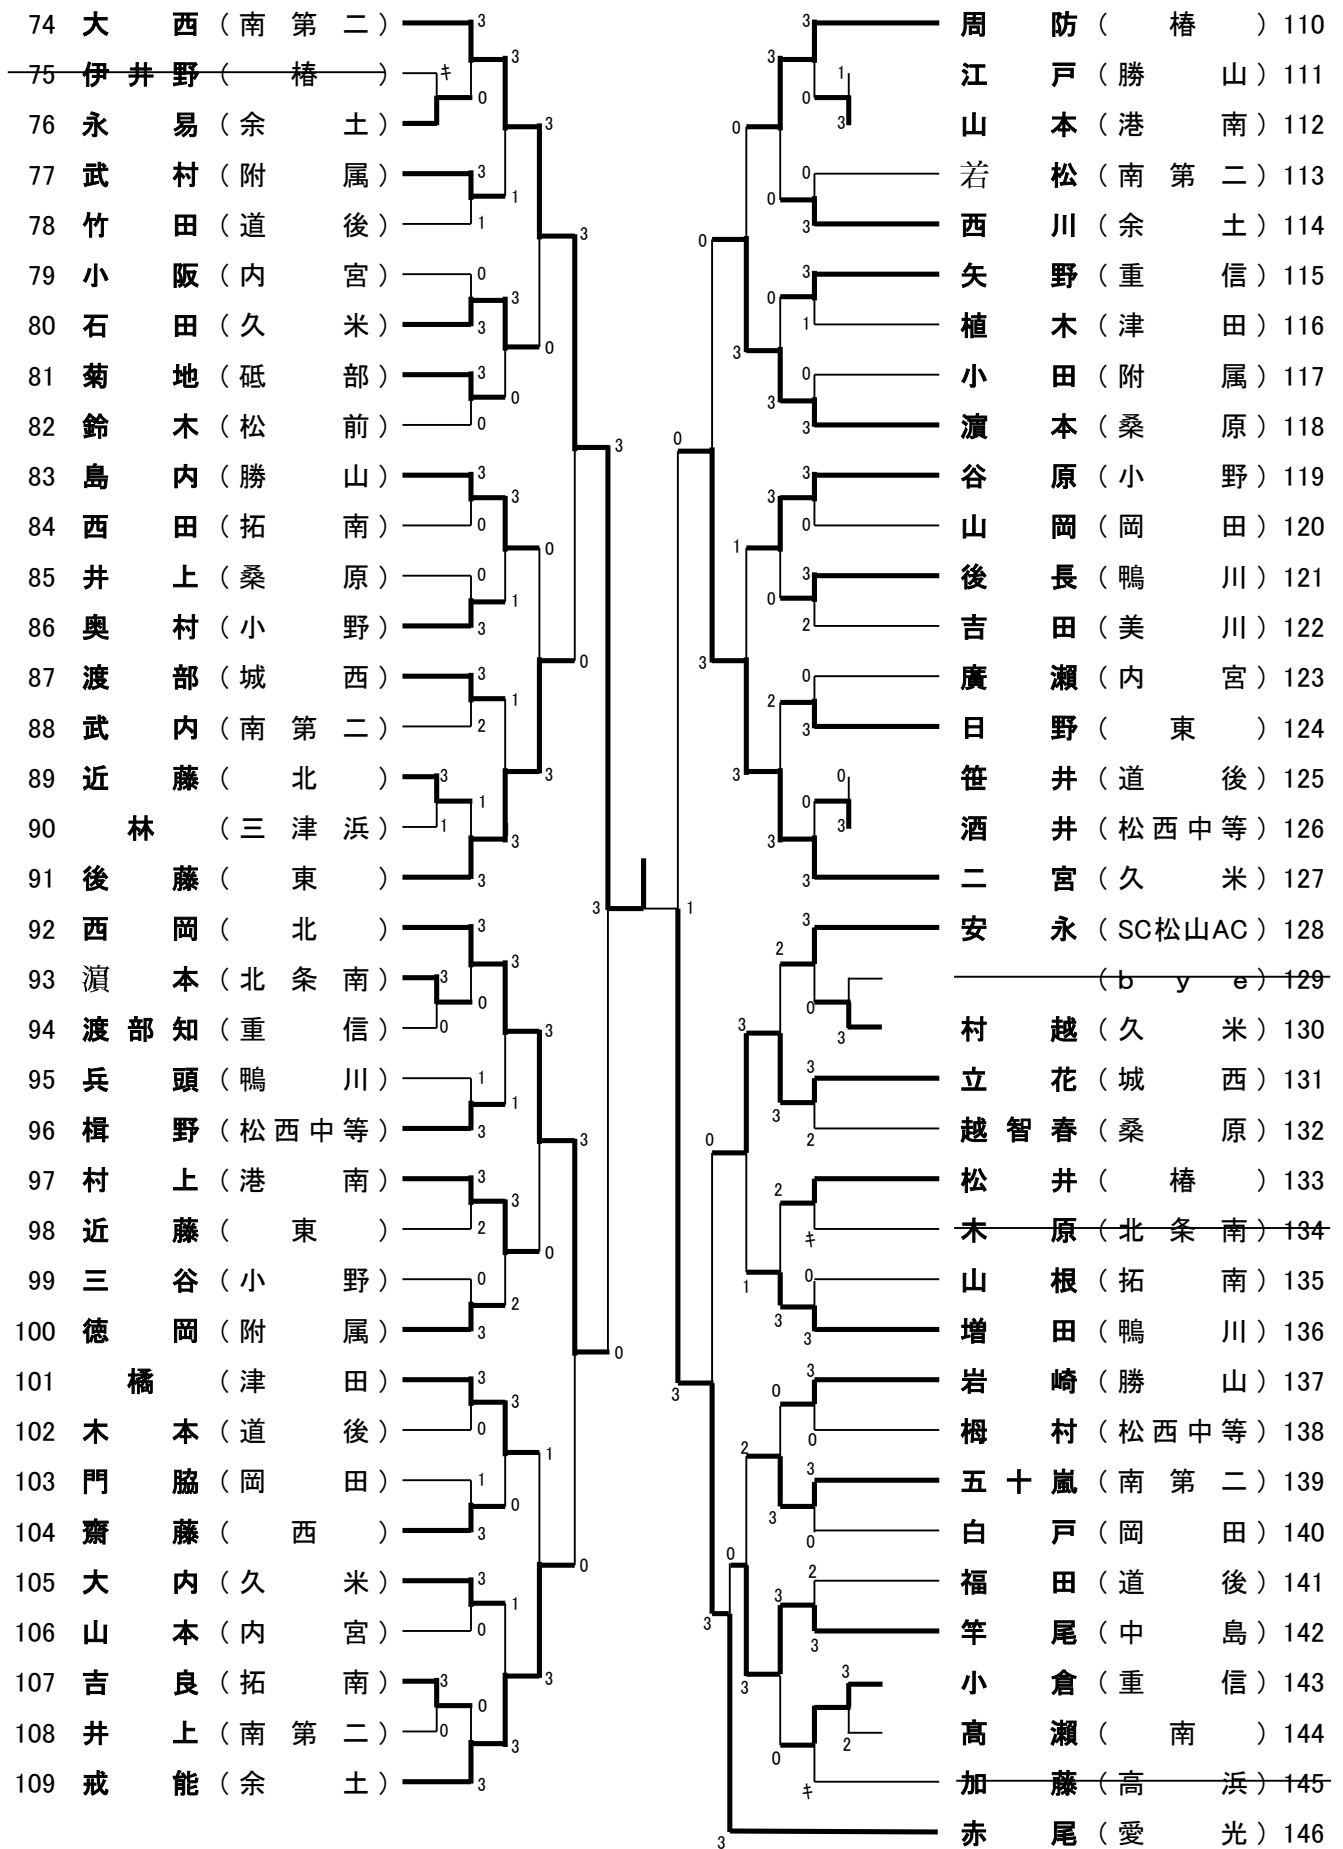 74 大西（南第二）
75 伊井野（椿）
76 永易（余土）
77 武村（附属）
78 竹田（道後）
79 小阪（内宮）
80 石田（久米）
81 菊地（砥部）
82 鈴木（松前）
83 島内（勝山）
84 西田（拓南）
85 井上（桑原）
86 奥村（小野）
87 渡部（城西）
88 武内（南第二）
89 近藤（北）
90 林（三津浜）
91 後藤（東）
92 西岡（北）
93 濵本（北条南）
94 渡部知（重信）
95 兵頭（鴨川）
96 楫野（松西中等）
97 村上（港南）
98 近藤（東）
99 三谷（小野）
100 徳岡（附属）
101 橘（津田）
102 木本（道後）
103 門脇（岡田）
104 齋藤（西）
105 大内（久米）
106 山本（内宮）
107 吉良（拓南）
108 井上（南第二）
109 戒能（余土）
周防（椿）110
江戸（勝山）111
山本（港南）112
若松（南第二）113
西川（余土）114
矢野（重信）115
植木（津田）116
小田（附属）117
濵本（桑原）118
谷原（小野）119
山岡（岡田）120
後長（鴨川）121
吉田（美川）122
廣瀬（内宮）123
日野（東）124
笹井（道後）125
酒井（松西中等）126
二宮（久米）127
安永（SC松山AC）128
（bye）129
村越（久米）130
立花（城西）131
越智春（桑原）132
松井（椿）133
木原（北条南）134
山根（拓南）135
増田（鴨川）136
岩崎（勝山）137
栂村（松西中等）138
五十嵐（南第二）139
白戸（岡田）140
福田（道後）141
竿尾（中島）142
小倉（重信）143
髙瀬（南）144
加藤（高浜）145
赤尾（愛光）146